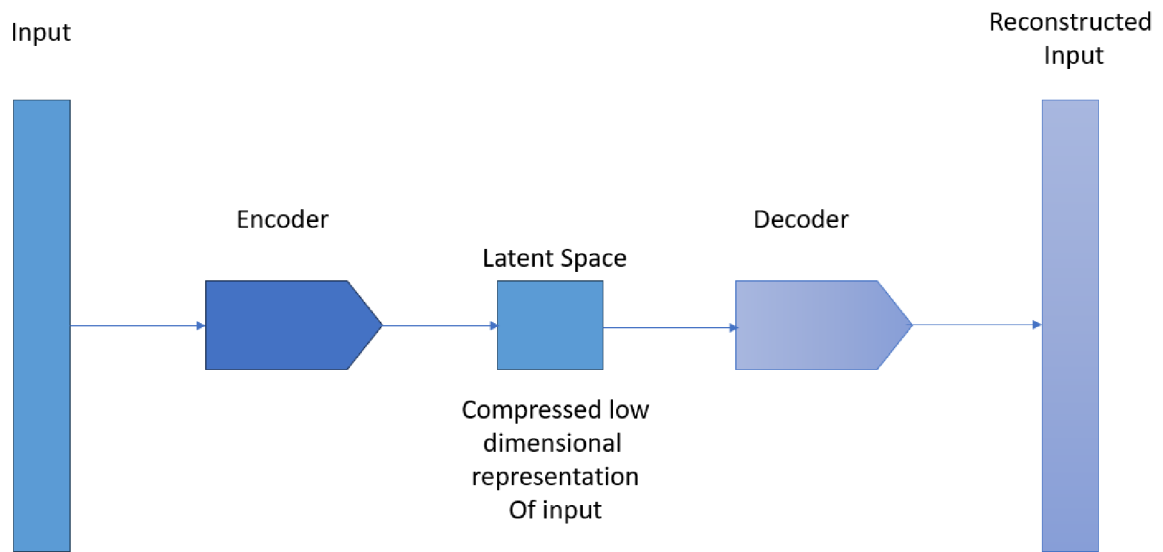 Input
Reconstructed
Input
Encoder
Decoder
Latent Space
Compressed low
dimensional
representation
Of input